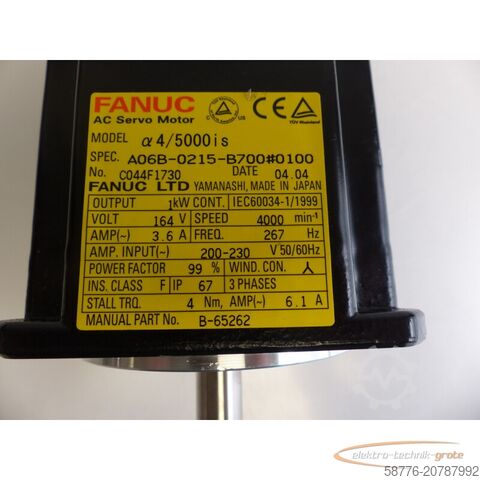 FANUC
AC Servo Motor
C US
CE
TÜV Rheinland
MODEL α4/5000is
SPEC. A06B-0215-B700#0100
No. C044F1730 DATE 04.04
FANUC LTD YAMANASHI, MADE IN JAPAN
OUTPUT 1kW CONT. IEC60034-1/1999
VOLT 164 V SPEED 4000 min-1
AMP(~) 3.6 A FREQ. 267 Hz
AMP. INPUT(~) 200-230 V 50/60Hz
POWER FACTOR 99 % WIND. CON. 人
INS. CLASS F IP 67 3 PHASES
STALL TRQ. 4 Nm, AMP(~) 6.1 A
MANUAL PART No. B-65262
elektro-technik-grote
58776-20787992